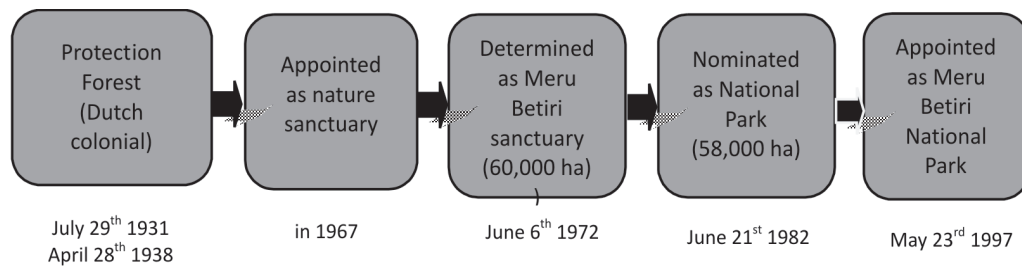 Protection
Forest
(Dutch
colonial)
Appointed
as nature
sanctuary
Determined
as Meru
Betiri
sanctuary
(60,000 ha)
)
Nominated
as National
Park
(58,000 ha)
Appointed
as Meru
Betiri
National
Park
July 29th 1931
April 28th 1938
in 1967
June 6th 1972
June 21st 1982
May 23rd 1997